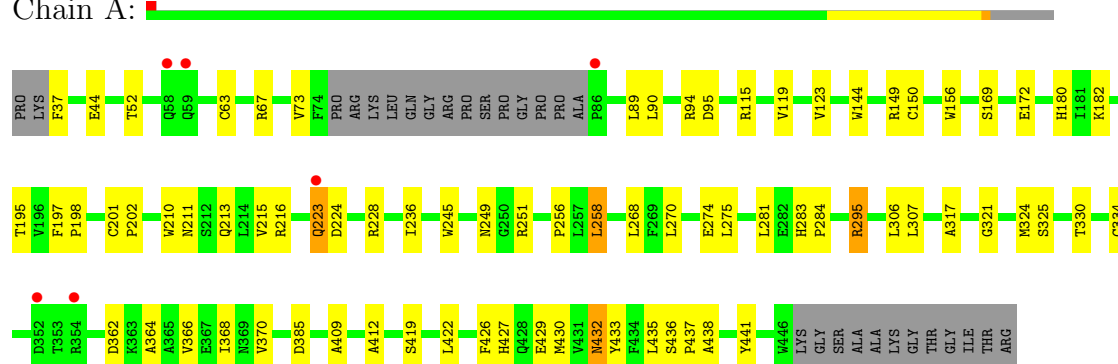 Chain A:
PRO LYS F37 E44 T52 Q58 Q59 C63 R67 V73 F74 PRO ARG LYS LEU GLN GLY ARG PRO SER PRO GLY PRO PRO ALA P86 L89 L90 R94 D95 R115 V119 V123 W144 R149 C150 W156 S169 E172 H180 I181 K182
T195 V196 F197 P198 C201 P202 W210 N211 S212 Q213 L214 V215 R216 Q223 D224 R228 I236 W245 N249 G250 R251 P256 L257 L258 L268 F269 L270 E274 L275 L281 E282 H283 P284 R295 L306 L307 A317 G321 M324 S325 T330
D352 T353 R354 D362 K363 A364 A365 V366 E367 I368 N369 V370 D385 A409 A412 S419 L422 F426 H427 Q428 E429 M430 V431 N432 Y433 F434 L435 S436 P437 A438 Y441 W446 LYS GLY SER ALA ALA LYS GLY THR GLY ILE THR ARG